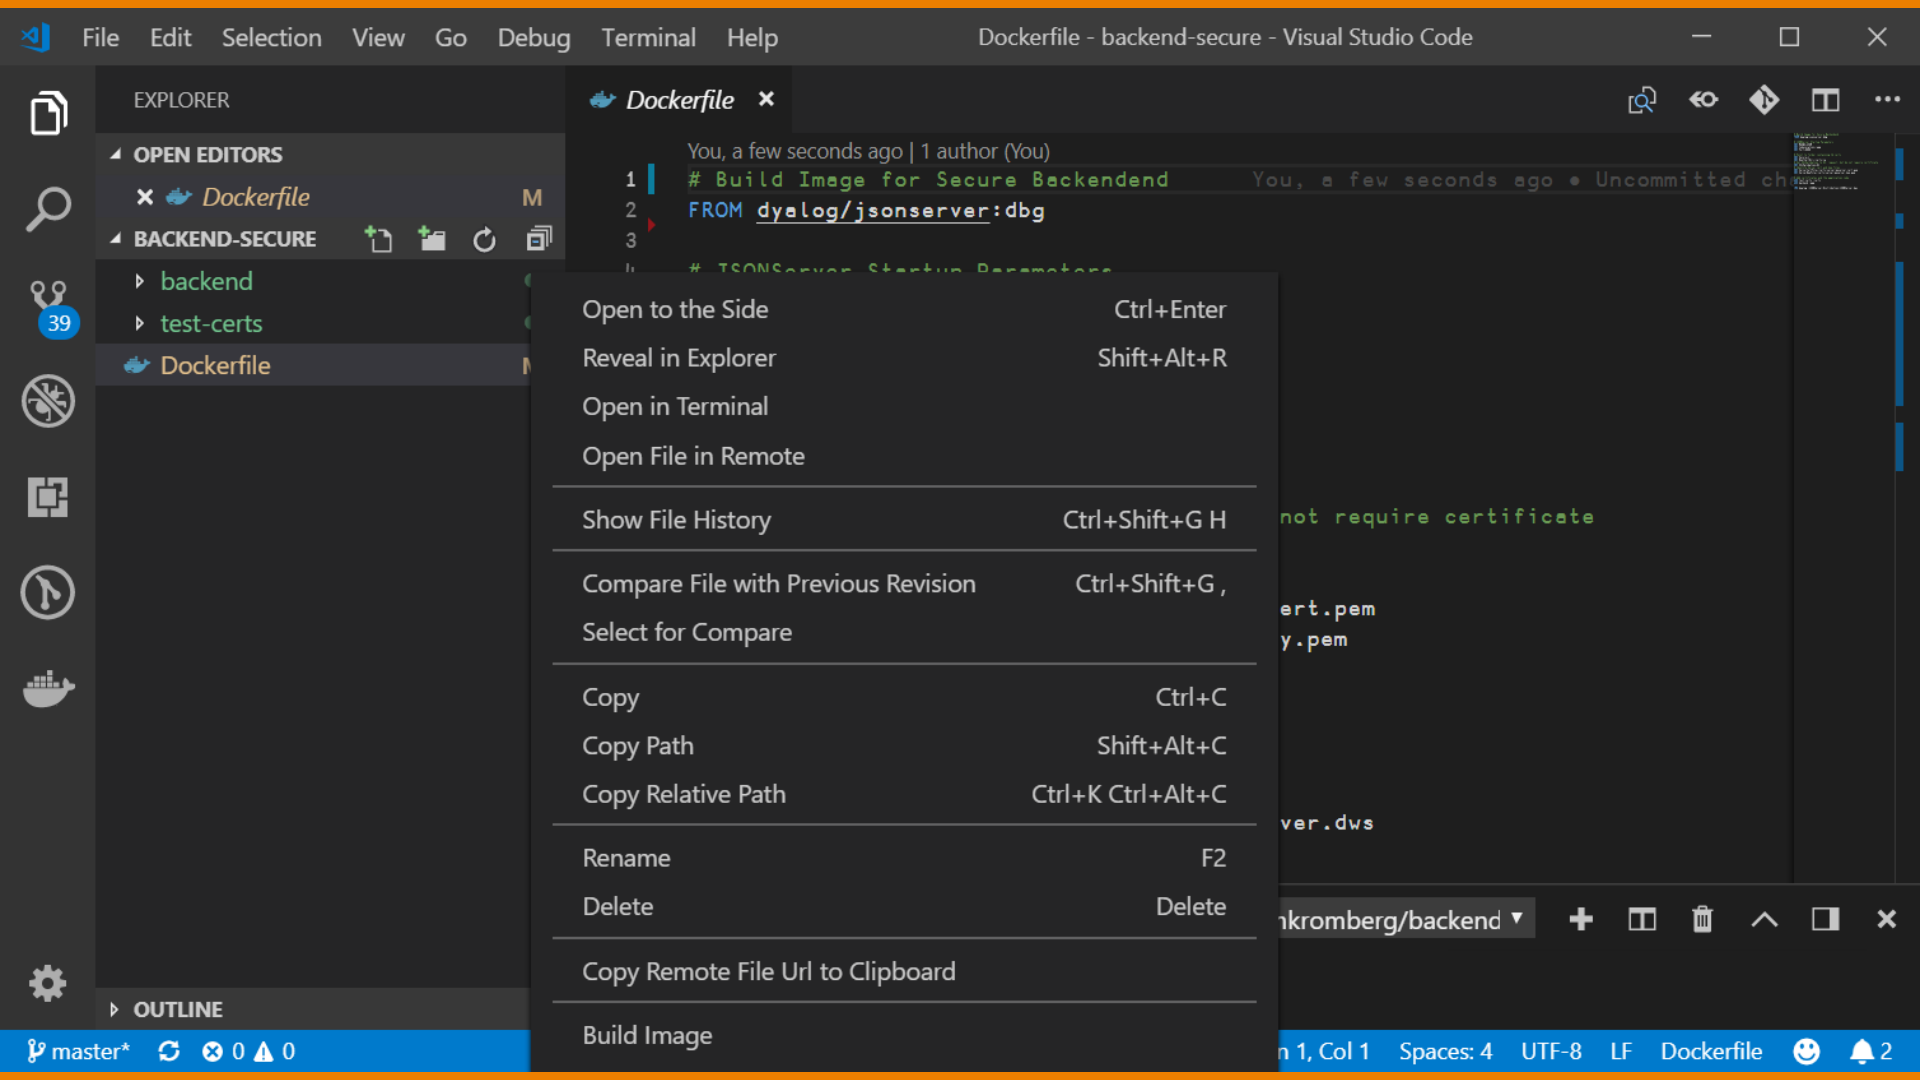 File Edit Selection View Go Debug Terminal Help Dockerfile - backend-secure - Visual Studio Code
EXPLORER
Dockerfile
OPEN EDITORS
Dockerfile M
BACKEND-SECURE
backend
test-certs
Dockerfile
39
OUTLINE
You, a few seconds ago | 1 author (You)
1 # Build Image for Secure Backendend You, a few seconds ago • Uncommitted
2 FROM dyalog/jsonserver:dbg
3
4 # JSONServer Startup Parameters
not require certificate
ert.pem
y.pem
ver.dws
Open to the Side Ctrl+Enter
Reveal in Explorer Shift+Alt+R
Open in Terminal
Open File in Remote
Show File History Ctrl+Shift+G H
Compare File with Previous Revision Ctrl+Shift+G ,
Select for Compare
Copy Ctrl+C
Copy Path Shift+Alt+C
Copy Relative Path Ctrl+K Ctrl+Alt+C
Rename F2
Delete Delete
Copy Remote File Url to Clipboard
Build Image
kromberg/backend
master* 0 0
n 1, Col 1 Spaces: 4 UTF-8 LF Dockerfile 2